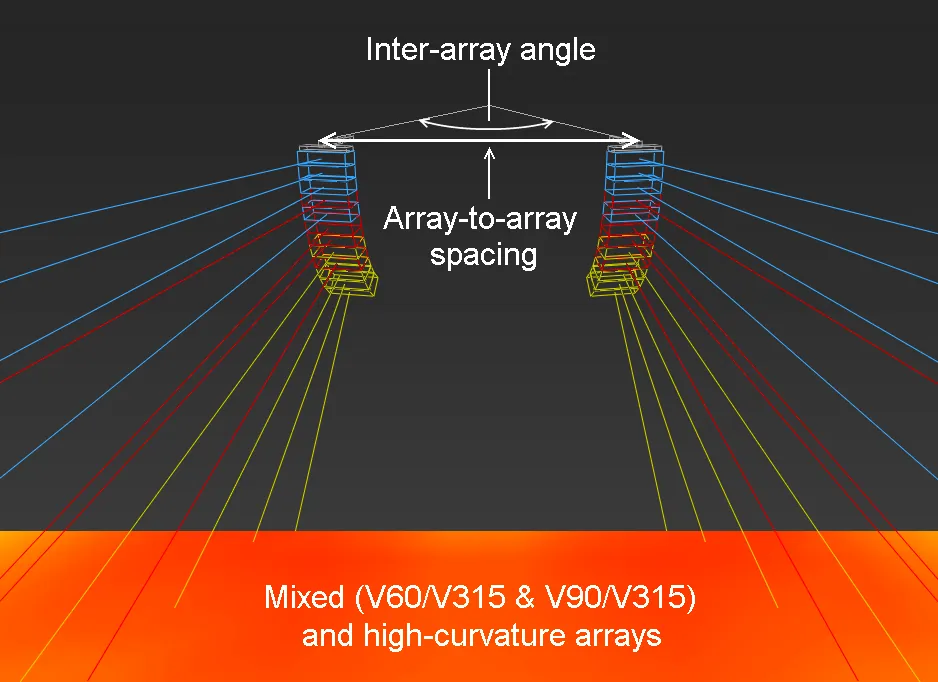 Inter-array angle
Array-to-array
spacing
Mixed (V60/V315 & V90/V315)
and high-curvature arrays